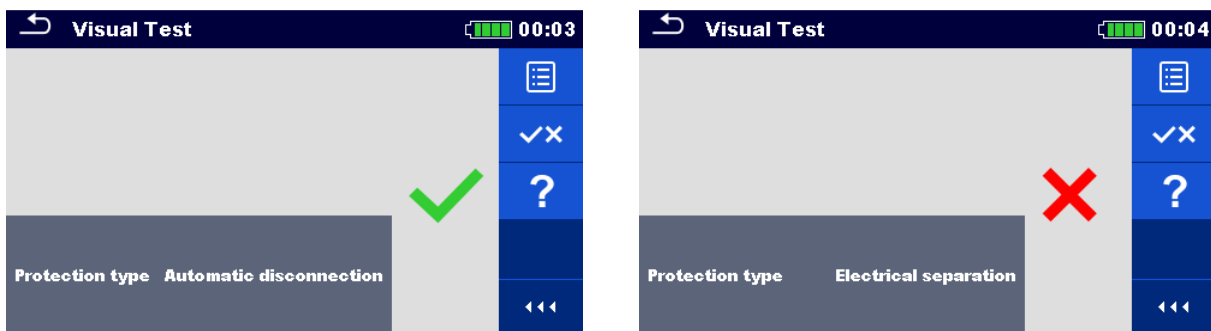 Visual Test 00:03
?
Protection type Automatic disconnection
Visual Test 00:04
?
Protection type Electrical separation